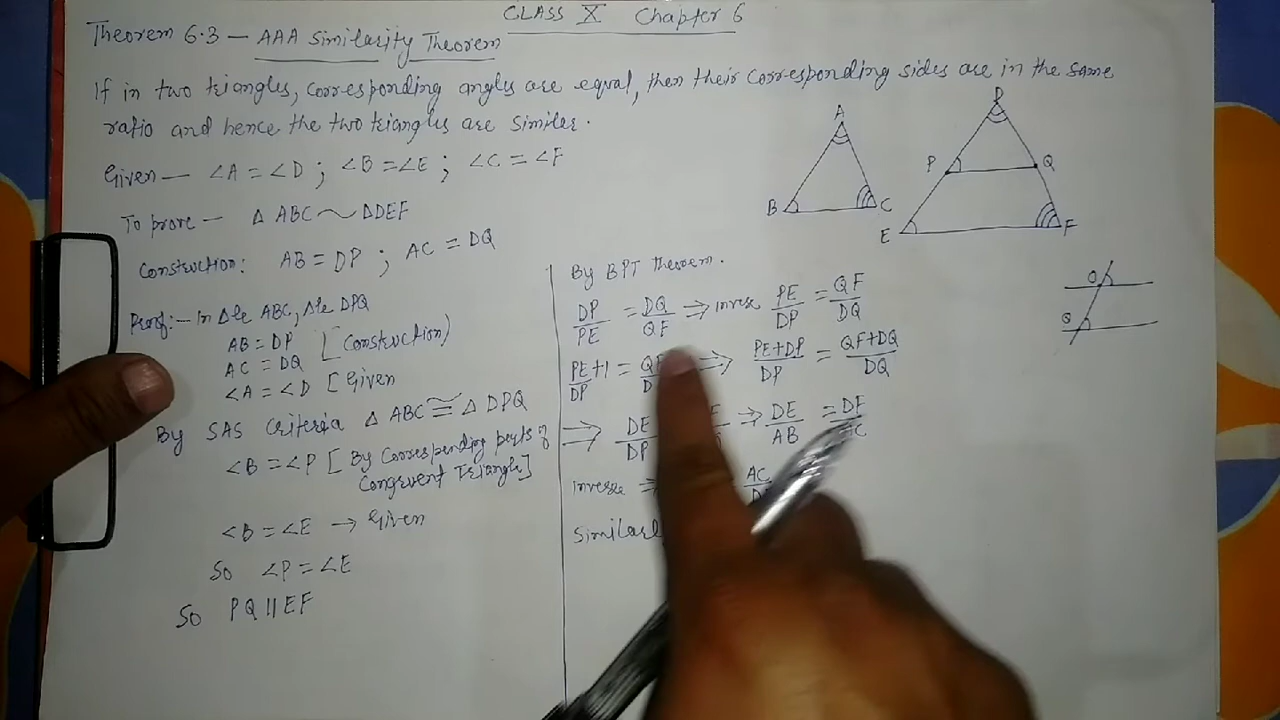 CLASS X Chapter 6
Theorem 6.3 — AAA Similarity Theorem
If in two triangles, corresponding angles are equal, then their corresponding sides are in the same
ratio and hence the two triangles are similar.
Given — ∠A = ∠D ; ∠B = ∠E ; ∠C = ∠F
To prove — Δ ABC ~ ΔDEF
Construction: AB = DP ; AC = DQ
Proof:- In Δle ABC, Δle DPQ
AB = DP [Construction)
AC = DQ
∠A = ∠D [Given
By SAS Criteria Δ ABC ≅ Δ DPQ
∠B = ∠P [By Corresponding parts of
Congruent Triangle]
∠B = ∠E → Given
So ∠P = ∠E
So PQ || EF
By BPT theorem.
DP/PE = DQ/QF ⇒ inverse PE/DP = QF/DQ
PE/DP + 1 = ⇒ PE+DP/DP = QF+DQ/DQ
⇒ DE/DP ⇒ DE/AB = DF
inverse ⇒ AC
A
B
C
D
P
Q
E
F